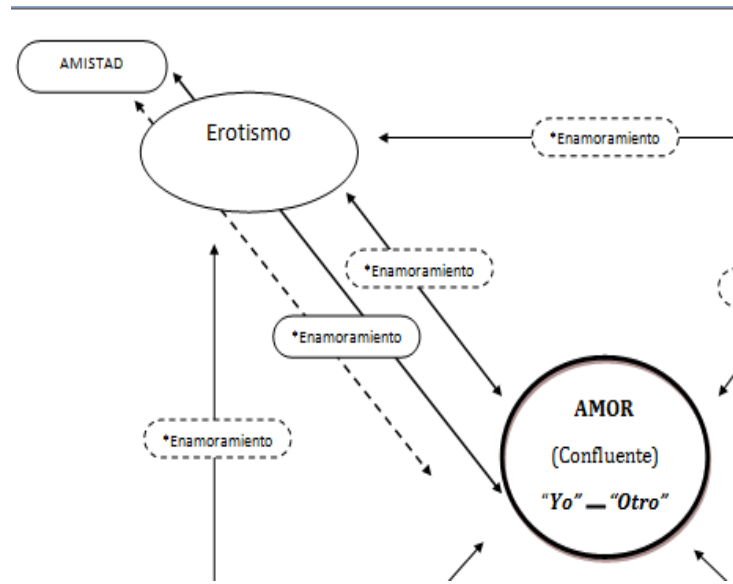 AMISTAD
Erotismo
*Enamoramiento
*Enamoramiento
*Enamoramiento
*Enamoramiento
AMOR
(Confluente)
“Yo” — “Otro”